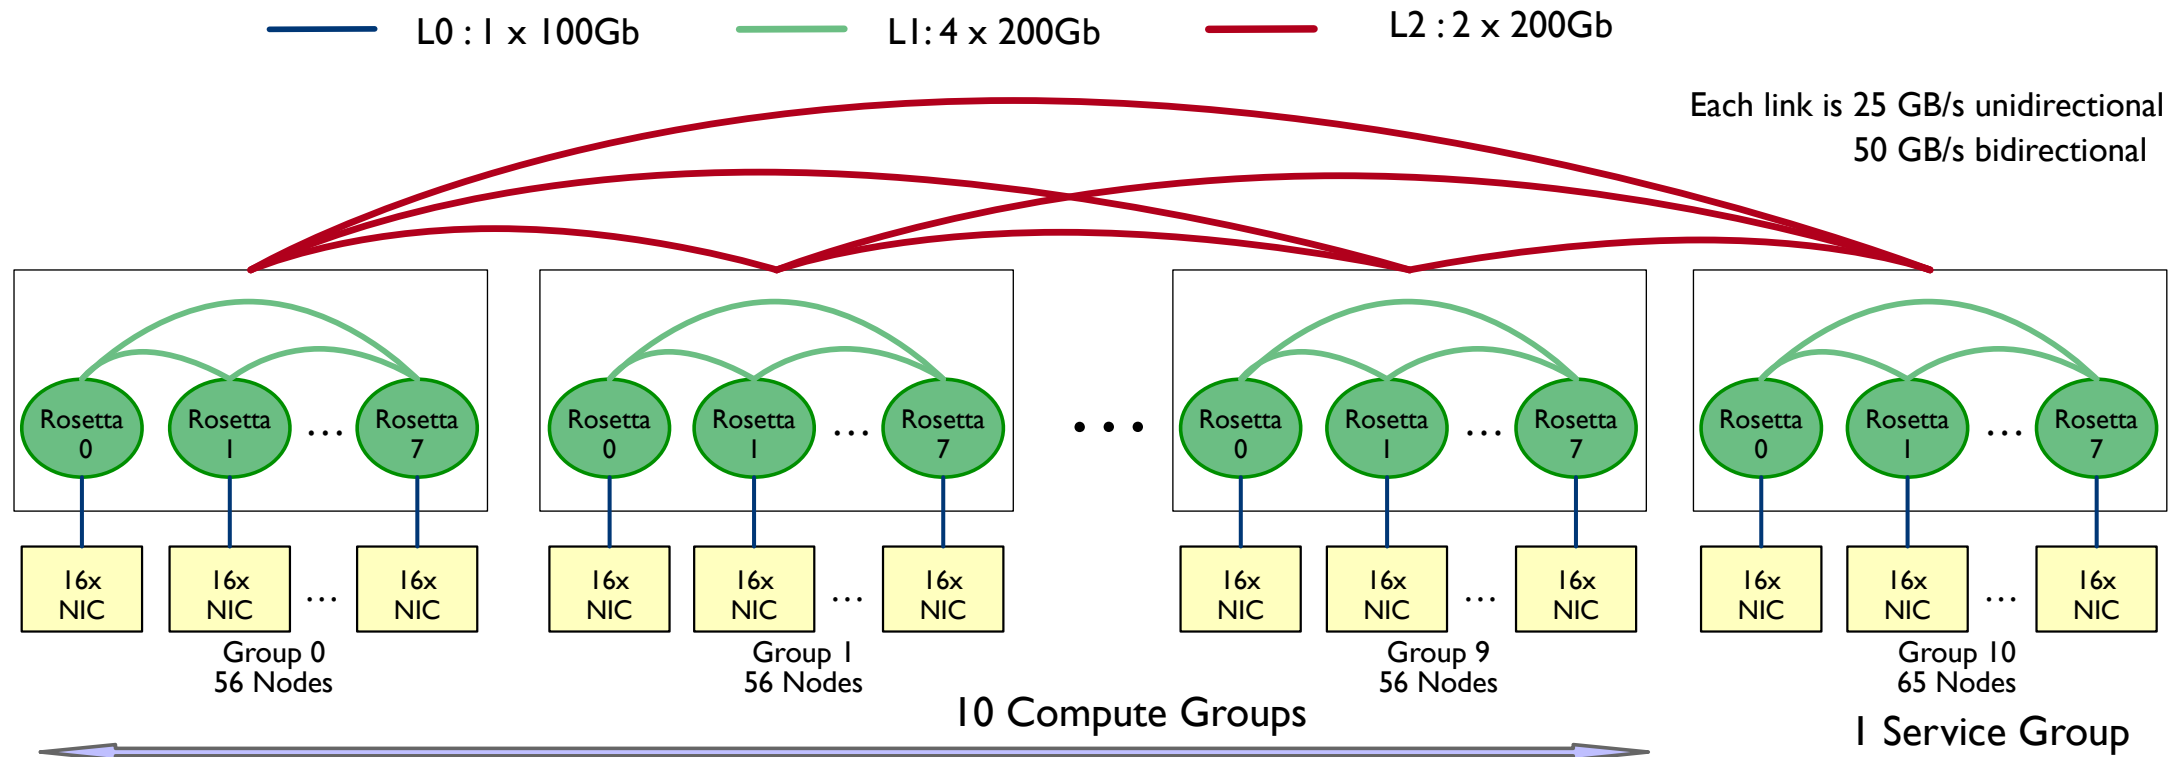 L0 : 1 x 100Gb
L1: 4 x 200Gb
L2 : 2 x 200Gb
Each link is 25 GB/s unidirectional
50 GB/s bidirectional
Rosetta
0
Rosetta
1
...
Rosetta
7
Rosetta
0
Rosetta
1
...
Rosetta
7
...
Rosetta
0
Rosetta
1
...
Rosetta
7
Rosetta
0
Rosetta
1
...
Rosetta
7
16x
NIC
16x
NIC
...
16x
NIC
16x
NIC
16x
NIC
...
16x
NIC
16x
NIC
16x
NIC
...
16x
NIC
16x
NIC
16x
NIC
...
16x
NIC
Group 0
56 Nodes
Group 1
56 Nodes
Group 9
56 Nodes
Group 10
65 Nodes
10 Compute Groups
1 Service Group